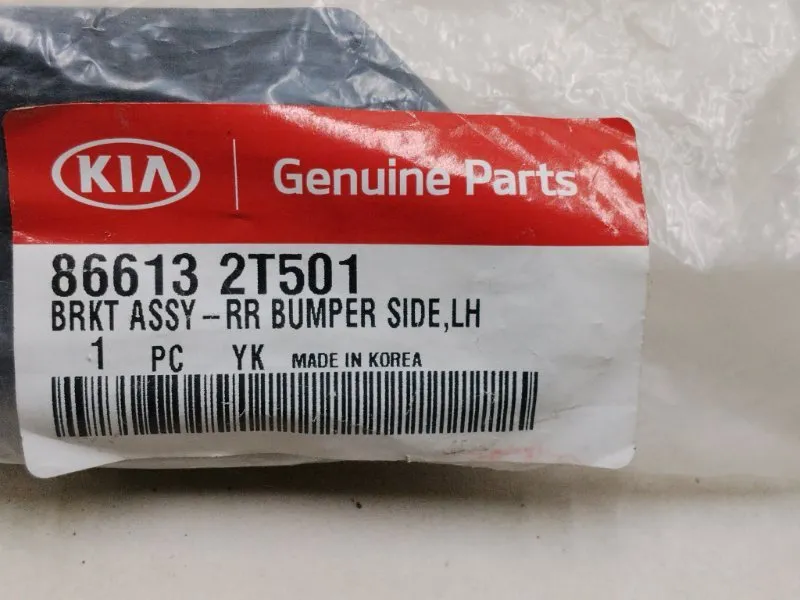 KIA Genuine Parts
86613 2T501
BRKT ASSY-RR BUMPER SIDE,LH
1 PC YK MADE IN KOREA